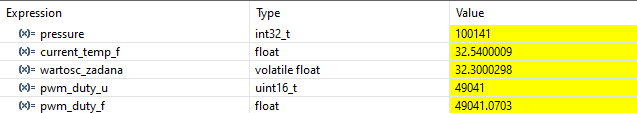 Expression Type Value
(x)= pressure int32_t 100141
(x)= current_temp_f float 32.5400009
(x)= wartosc_zadana volatile float 32.3000298
(x)= pwm_duty_u uint16_t 49041
(x)= pwm_duty_f float 49041.0703